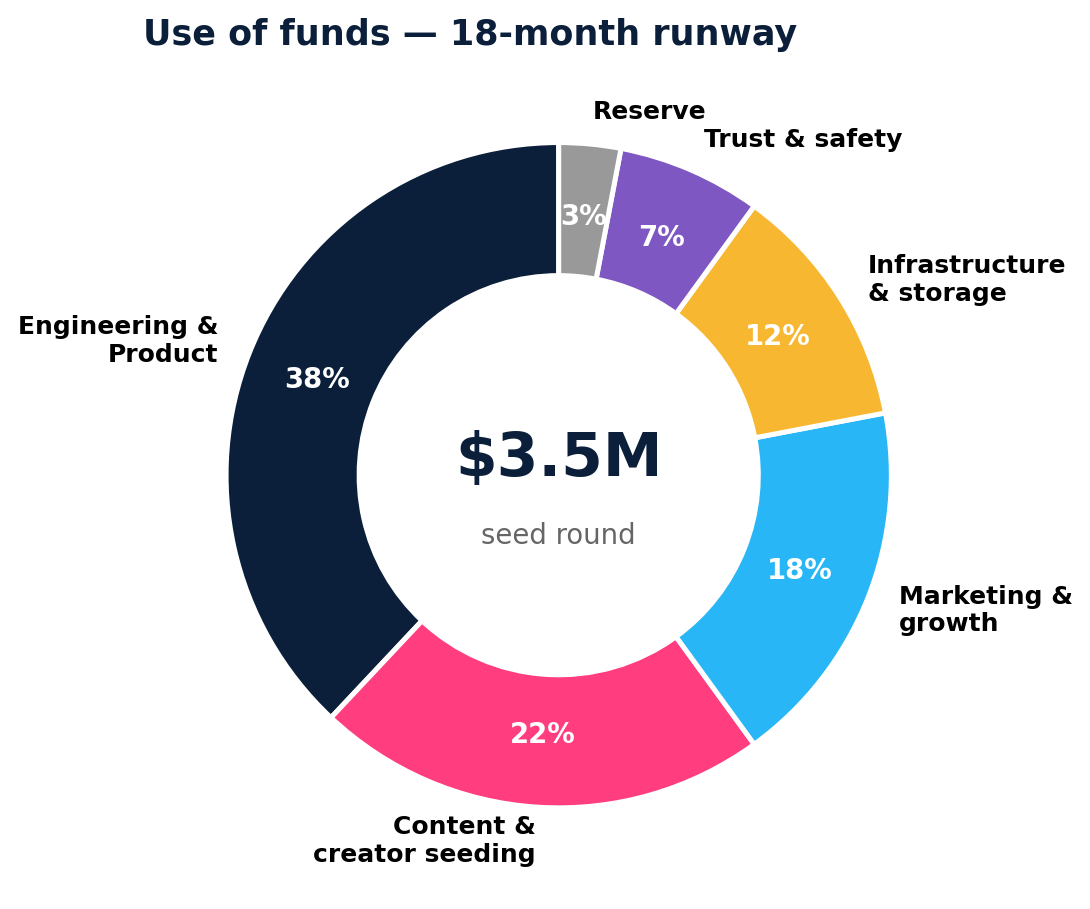 Use of funds — 18-month runway
Reserve
Trust & safety
3%
7%
Infrastructure
& storage
12%
Engineering &
Product
38%
$3.5M
seed round
18%
Marketing &
growth
22%
Content &
creator seeding